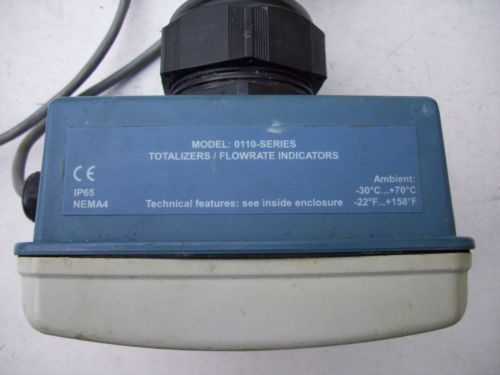 MODEL: 0110-SERIES
TOTALIZERS / FLOWRATE INDICATORS
CE
IP65
NEMA4
Technical features: see inside enclosure
Ambient:
-30°C...+70°C
-22°F...+158°F